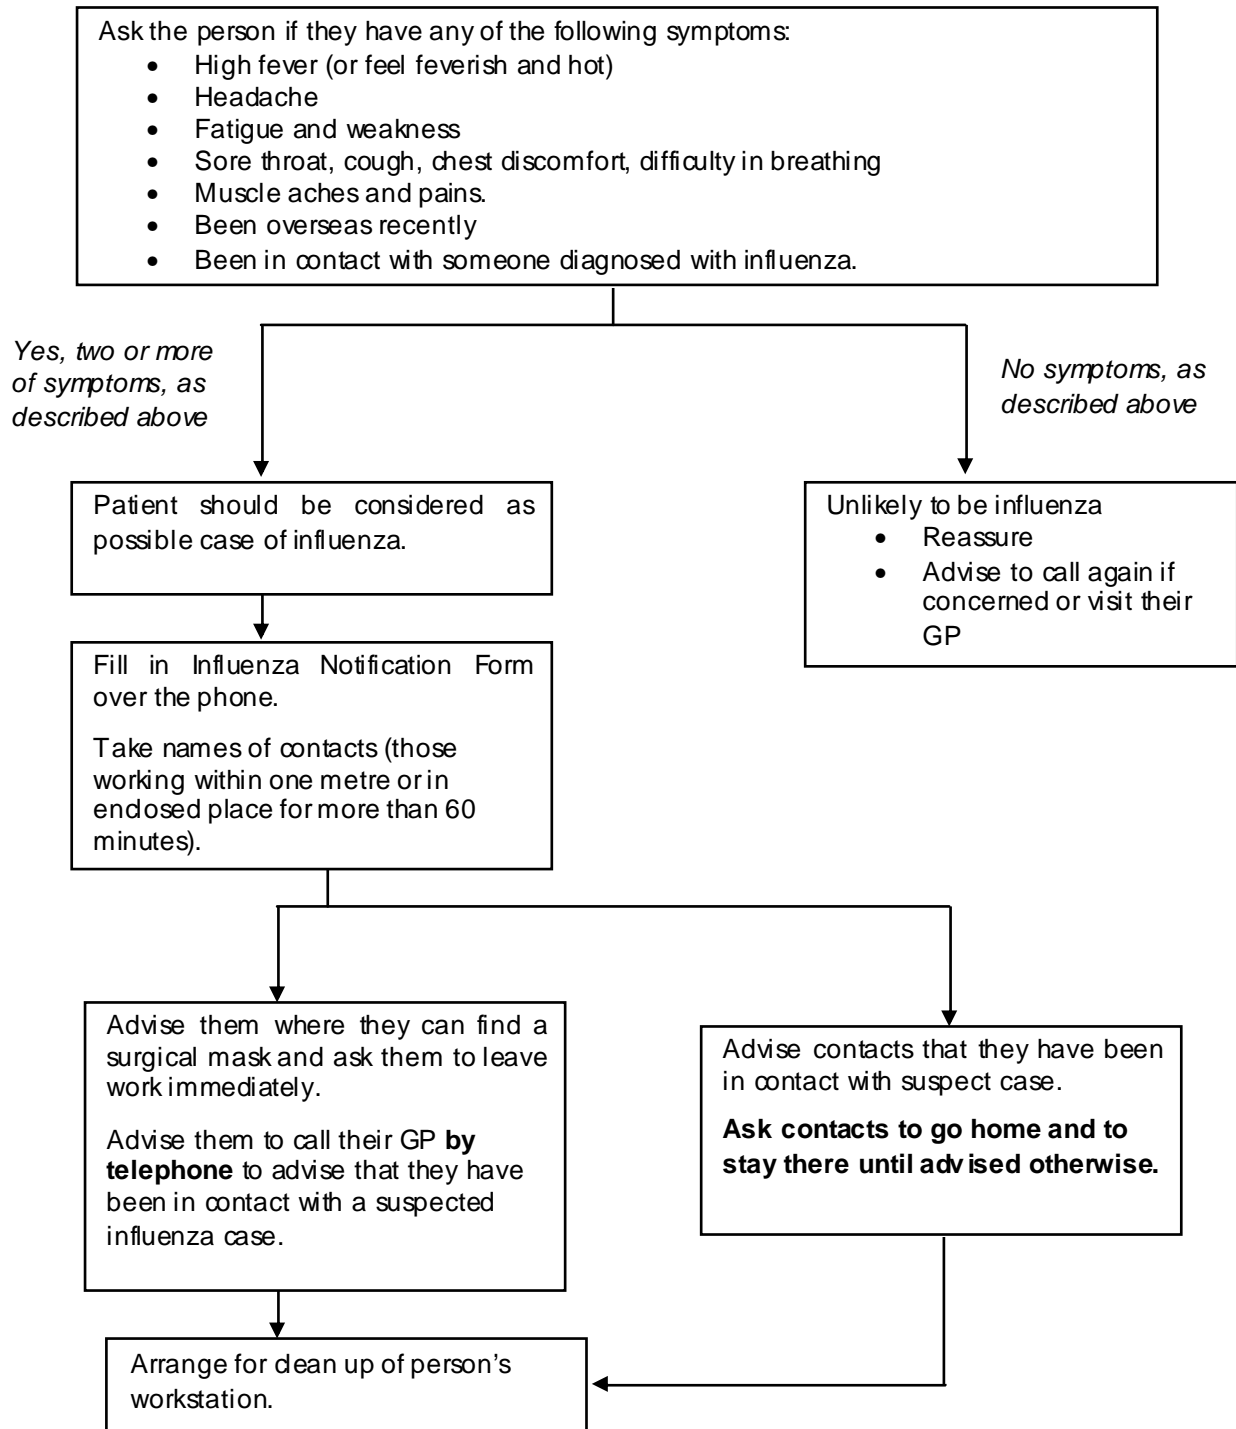 Ask the person if they have any of the following symptoms:
• High fever (or feel feverish and hot)
• Headache
• Fatigue and weakness
• Sore throat, cough, chest discomfort, difficulty in breathing
• Muscle aches and pains.
• Been overseas recently
• Been in contact with someone diagnosed with influenza.
Yes, two or more
of symptoms, as
described above
No symptoms, as
described above
Patient should be considered as
possible case of influenza.
Unlikely to be influenza
• Reassure
• Advise to call again if
concerned or visit their
GP
Fill in Influenza Notification Form
over the phone.
Take names of contacts (those
working within one metre or in
enclosed place for more than 60
minutes).
Advise them where they can find a
surgical mask and ask them to leave
work immediately.
Advise them to call their GP by
telephone to advise that they have
been in contact with a suspected
influenza case.
Advise contacts that they have been
in contact with suspect case.
Ask contacts to go home and to
stay there until advised otherwise.
Arrange for clean up of person’s
workstation.